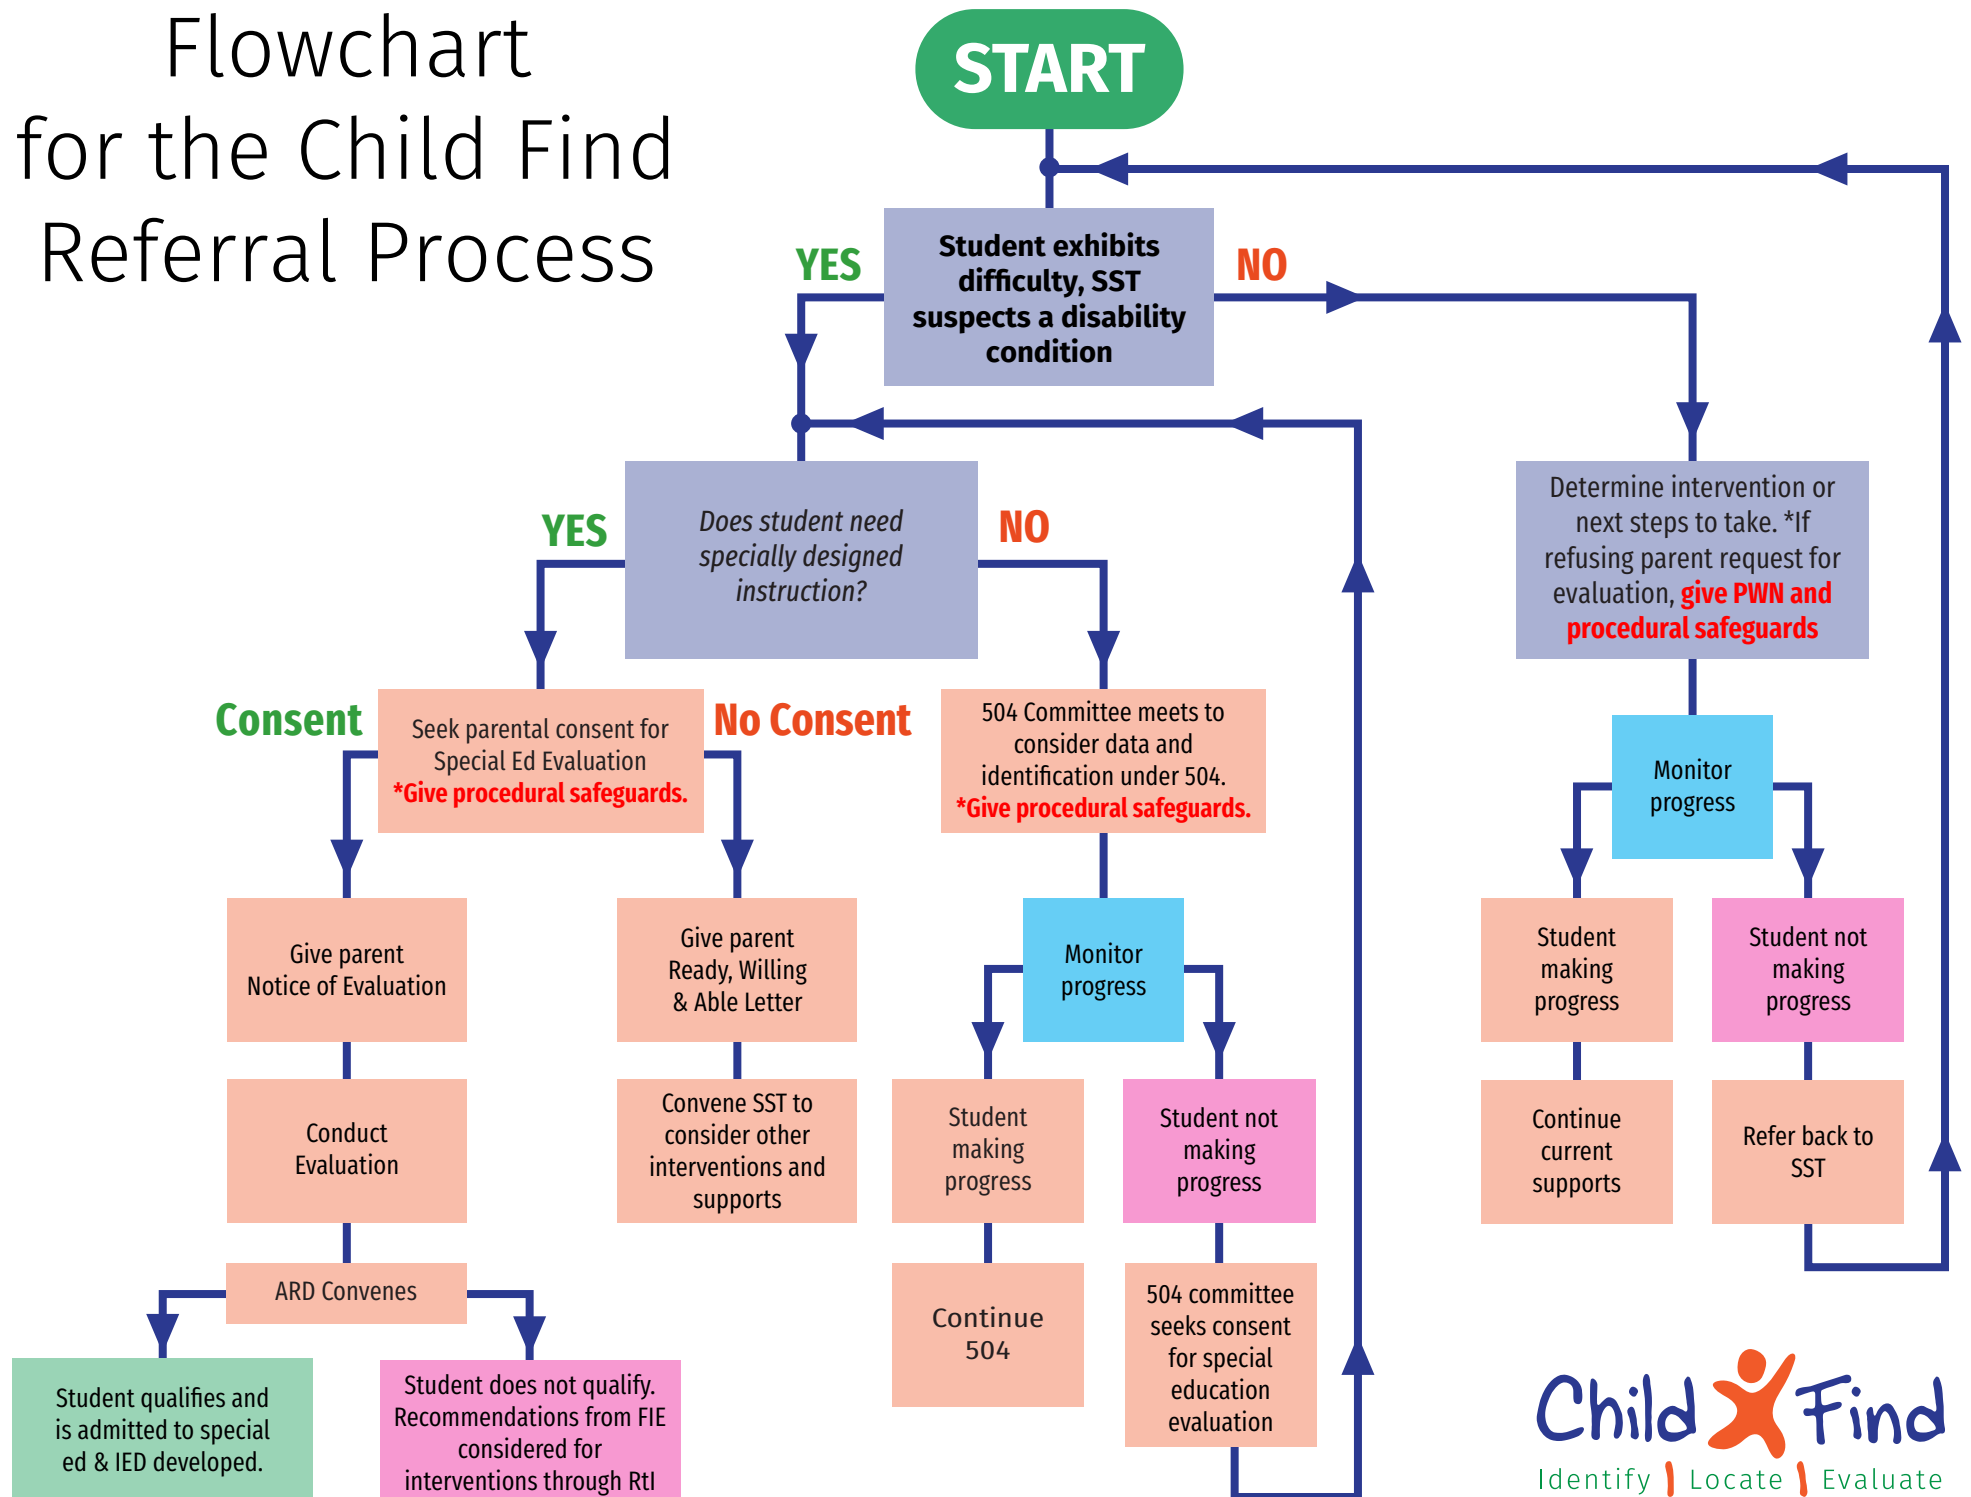 Flowchart
for the Child Find
Referral Process
START
YES
Student exhibits
difficulty, SST
suspects a disability
condition
NO
YES
Does student need
specially designed
instruction?
NO
Determine intervention or
next steps to take. *If
refusing parent request for
evaluation, give PWN and
procedural safeguards
Consent
Seek parental consent for
Special Ed Evaluation
*Give procedural safeguards.
No Consent
504 Committee meets to
consider data and
identification under 504.
*Give procedural safeguards.
Monitor
progress
Give parent
Notice of Evaluation
Give parent
Ready, Willing
& Able Letter
Monitor
progress
Student
making
progress
Student not
making
progress
Conduct
Evaluation
Convene SST to
consider other
interventions and
supports
Student
making
progress
Student not
making
progress
Continue
current
supports
Refer back to
SST
ARD Convenes
Continue
504
504 committee
seeks consent
for special
education
evaluation
Student qualifies and
is admitted to special
ed & IED developed.
Student does not qualify.
Recommendations from FIE
considered for
interventions through RtI
Child Find
Identify | Locate | Evaluate